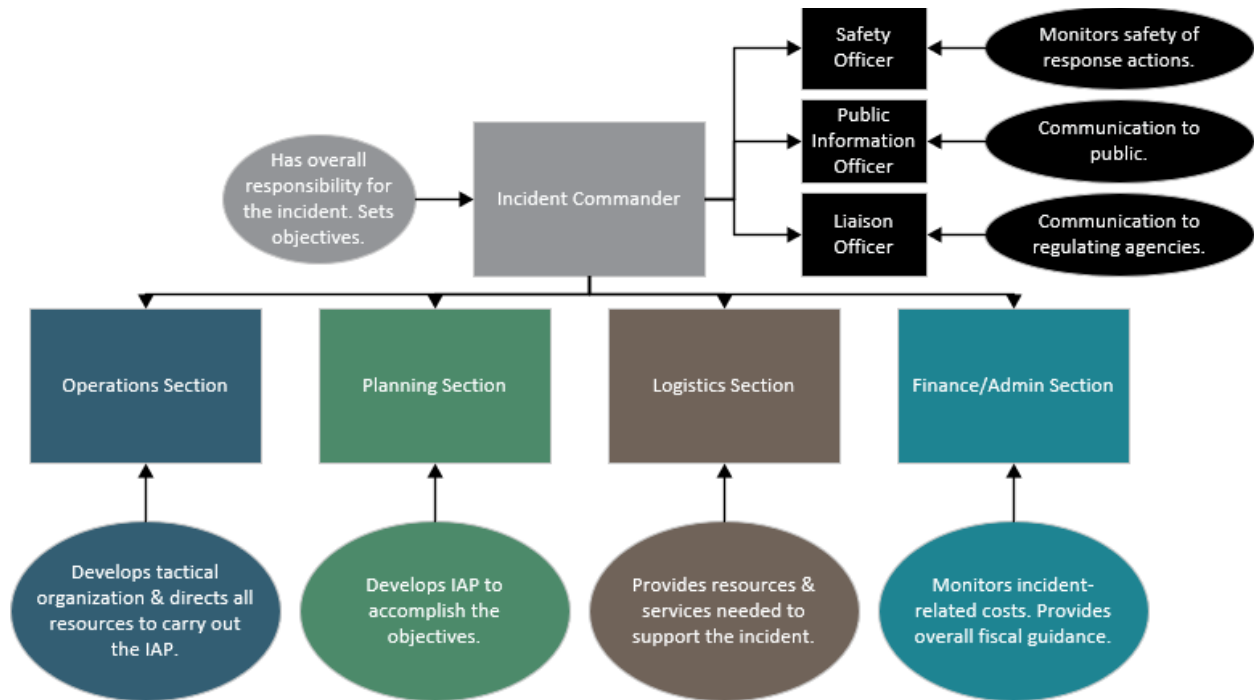 Safety
Officer
Monitors safety of
response actions.
Public
Information
Officer
Communication to
public.
Has overall
responsibility for
the incident. Sets
objectives.
Incident Commander
Liaison
Officer
Communication to
regulating agencies.
Operations Section
Planning Section
Logistics Section
Finance/Admin Section
Develops tactical
organization & directs all
resources to carry out
the IAP.
Develops IAP to
accomplish the
objectives.
Provides resources &
services needed to
support the incident.
Monitors incident-
related costs. Provides
overall fiscal guidance.